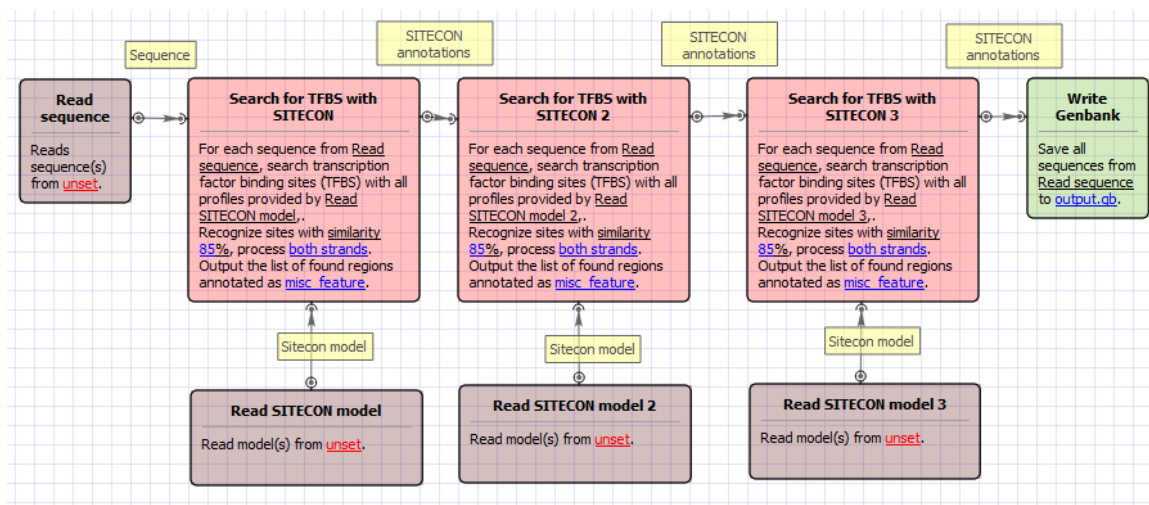 Sequence
SITECON
annotations
SITECON
annotations
SITECON
annotations
Read
sequence
Reads
sequence(s)
from unset.
Search for TFBS with
SITECON
For each sequence from Read
sequence, search transcription
factor binding sites (TFBS) with all
profiles provided by Read
SITECON model,.
Recognize sites with similarity
85%, process both strands.
Output the list of found regions
annotated as misc_feature.
Search for TFBS with
SITECON 2
For each sequence from Read
sequence, search transcription
factor binding sites (TFBS) with all
profiles provided by Read
SITECON model 2,.
Recognize sites with similarity
85%, process both strands.
Output the list of found regions
annotated as misc_feature.
Search for TFBS with
SITECON 3
For each sequence from Read
sequence, search transcription
factor binding sites (TFBS) with all
profiles provided by Read
SITECON model 3,.
Recognize sites with similarity
85%, process both strands.
Output the list of found regions
annotated as misc_feature.
Write
Genbank
Save all
sequences from
Read sequence
to output.gb.
Sitecon model
Sitecon model
Sitecon model
Read SITECON model
Read model(s) from unset.
Read SITECON model 2
Read model(s) from unset.
Read SITECON model 3
Read model(s) from unset.